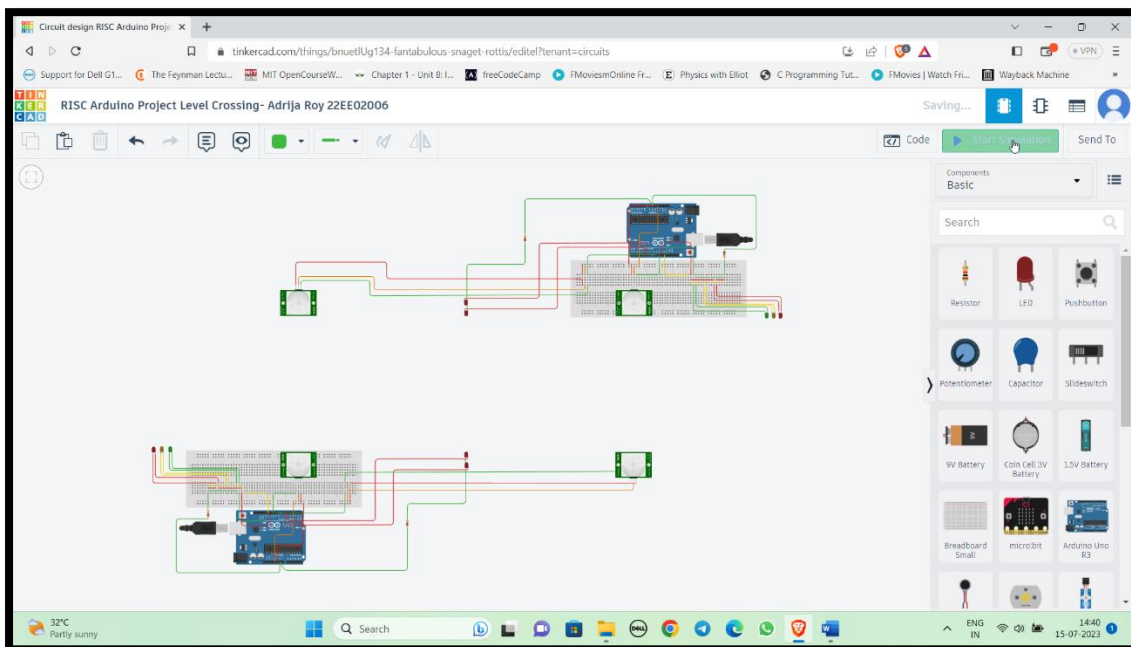 Circuit design RISC Arduino Proje
tinkercad.com/things/bnuetlUg134-fantabulous-snaget-rottis/editel?tenant=circuits
VPN
Support for Dell G1...
The Feynman Lectu...
MIT OpenCourseW...
Chapter 1 - Unit 8: I...
freeCodeCamp
FMoviesmOnline Fr...
Physics with Elliot
C Programming Tut...
FMovies | Watch Fri...
Wayback Machine
TIN
KER
CAD
RISC Arduino Project Level Crossing- Adrija Roy 22EE02006
Saving...
Code
Start Simulation
Send To
Components
Basic
Search
Resistor
LED
Pushbutton
Potentiometer
Capacitor
Slideswitch
9V Battery
Coin Cell 3V
Battery
1.5V Battery
Breadboard
Small
micro:bit
Arduino Uno
R3
32°C
Partly sunny
Search
DELL
ENG
IN
14:40
15-07-2023